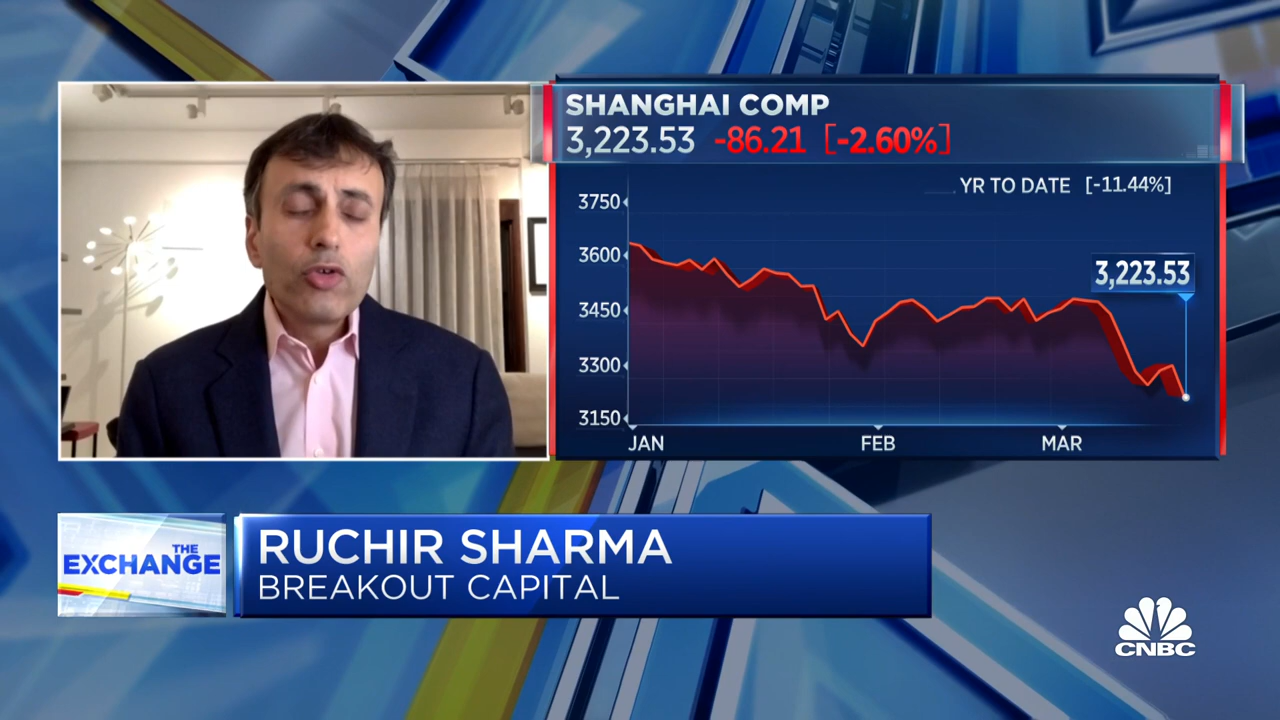 SHANGHAI COMP
3,223.53 -86.21 [-2.60%]
YR TO DATE [-11.44%]
3750
3600
3450
3300
3150
3,223.53
JAN FEB MAR
THE
EXCHANGE
RUCHIR SHARMA
BREAKOUT CAPITAL
CNBC